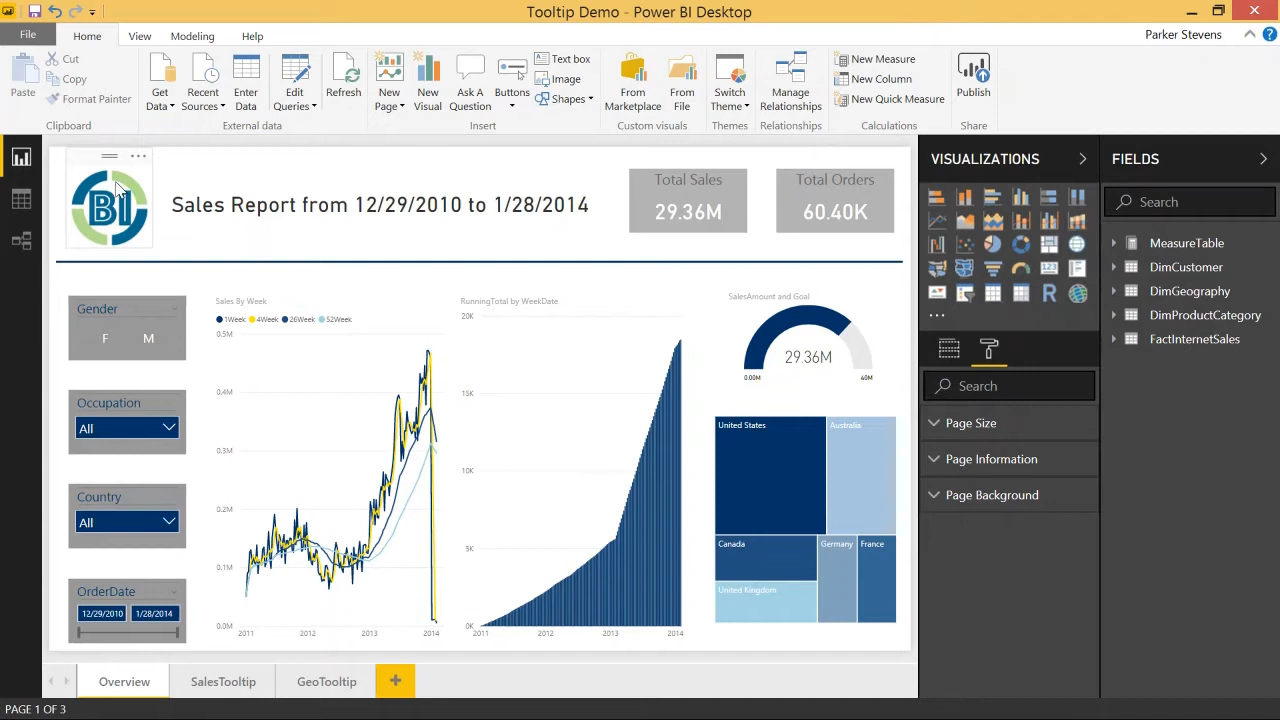 Tooltip Demo - Power BI Desktop
File
Home
View
Modeling
Help
Parker Stevens
Paste
Cut
Copy
Format Painter
Clipboard
Get Data
Recent Sources
Enter Data
Edit Queries
Refresh
External data
New Page
New Visual
Ask A Question
Buttons
Text box
Image
Shapes
Insert
From Marketplace
From File
Custom visuals
Switch Theme
Themes
Manage Relationships
Relationships
New Measure
New Column
New Quick Measure
Calculations
Publish
Share
BI
Sales Report from 12/29/2010 to 1/28/2014
Total Sales
29.36M
Total Orders
60.40K
Gender
F M
Occupation
All
Country
All
OrderDate
12/29/2010 1/28/2014
Sales By Week
1Week 4Week 26Week 52Week
0.5M
0.4M
0.3M
0.2M
0.1M
0.0M
2011 2012 2013 2014
RunningTotal by WeekDate
20K
15K
10K
5K
0K
2011 2012 2013 2014
SalesAmount and Goal
29.36M
0.00M 40M
United States
Australia
Canada
Germany
France
United Kingdom
VISUALIZATIONS
Search
Page Size
Page Information
Page Background
FIELDS
Search
MeasureTable
DimCustomer
DimGeography
DimProductCategory
FactInternetSales
Overview
SalesTooltip
GeoTooltip
PAGE 1 OF 3